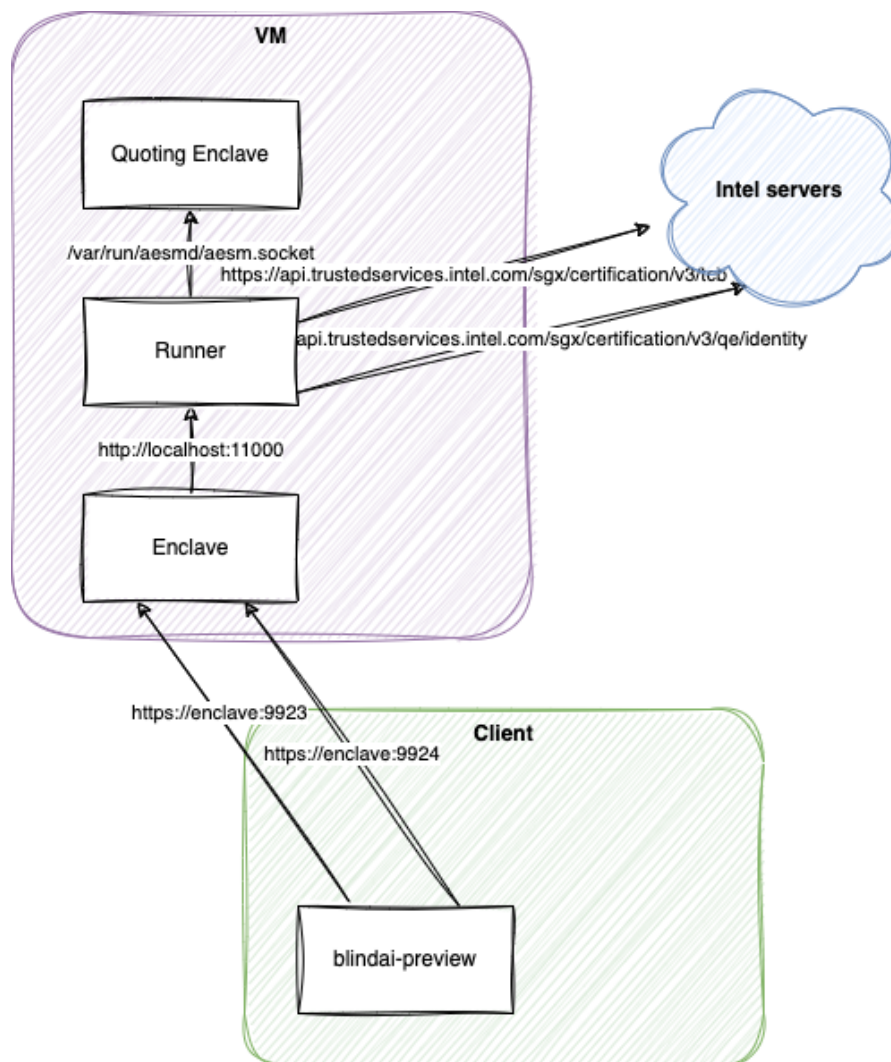 VM
Quoting Enclave
Intel servers
/var/run/aesmd/aesm.socket
https://api.trustedservices.intel.com/sgx/certification/v3/tcb
api.trustedservices.intel.com/sgx/certification/v3/qe/identity
Runner
http://localhost:11000
Enclave
https://enclave:9923
Client
https://enclave:9924
blindai-preview